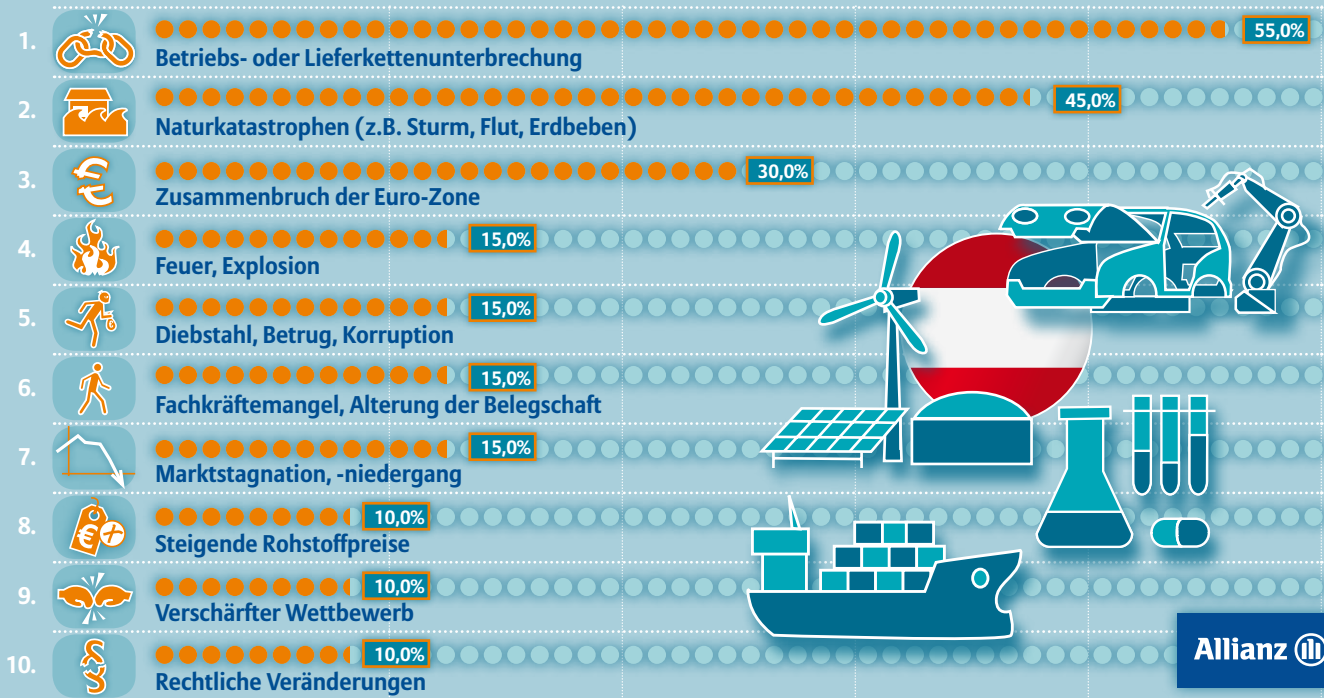 1.
55,0%
Betriebs- oder Lieferkettenunterbrechung
2.
45,0%
Naturkatastrophen (z.B. Sturm, Flut, Erdbeben)
3.
€
30,0%
Zusammenbruch der Euro-Zone
4.
15,0%
Feuer, Explosion
5.
15,0%
Diebstahl, Betrug, Korruption
6.
15,0%
Fachkräftemangel, Alterung der Belegschaft
7.
15,0%
Marktstagnation, -niedergang
8.
€
10,0%
Steigende Rohstoffpreise
9.
10,0%
Verschärfter Wettbewerb
10.
§
10,0%
Rechtliche Veränderungen
Allianz